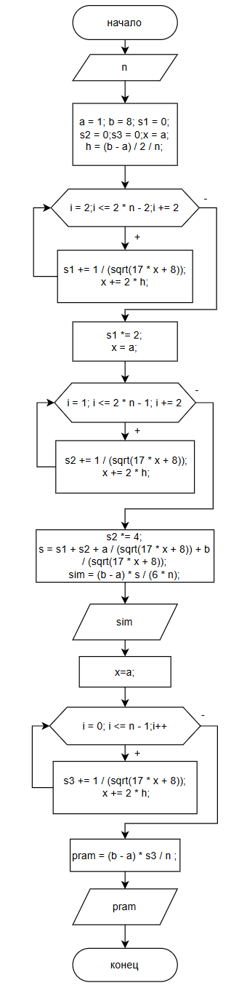 начало
n
a = 1; b = 8; s1 = 0;
s2 = 0;s3 = 0;x = a;
h = (b - a) / 2 / n;
i = 2;i <= 2 * n - 2;i += 2
-
+
s1 += 1 / (sqrt(17 * x + 8));
x += 2 * h;
s1 *= 2;
x = a;
i = 1; i <= 2 * n - 1; i += 2
-
+
s2 += 1 / (sqrt(17 * x + 8));
x += 2 * h;
s2 *= 4;
s = s1 + s2 + a / (sqrt(17 * x + 8)) + b
/ (sqrt(17 * x + 8));
sim = (b - a) * s / (6 * n);
sim
x=a;
i = 0; i <= n - 1;i++
-
+
s3 += 1 / (sqrt(17 * x + 8));
x += 2 * h;
pram = (b - a) * s3 / n ;
pram
конец